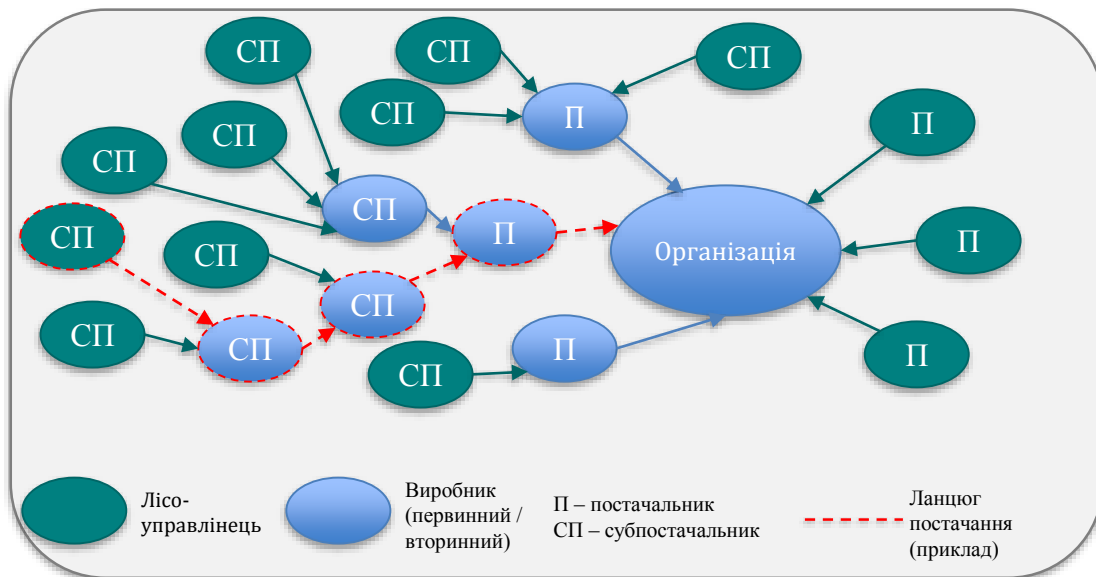 СП
СП
СП
СП
П
СП
П
СП
СП
СП
СП
П
Організація
П
СП
СП
СП
СП
П
П
СП
Лісо-
управлінець
Виробник
(первинний /
вторинний)
П – постачальник
СП – субпостачальник
Ланцюг
постачання
(приклад)